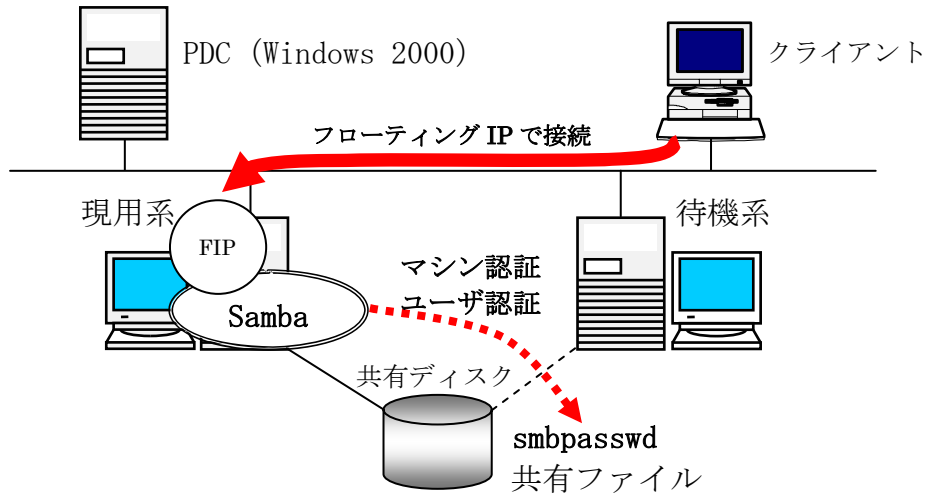 PDC (Windows 2000)
クライアント
フローティング IP で接続
現用系
待機系
FIP
マシン認証
ユーザ認証
Samba
共有ディスク
smbpasswd
共有ファイル